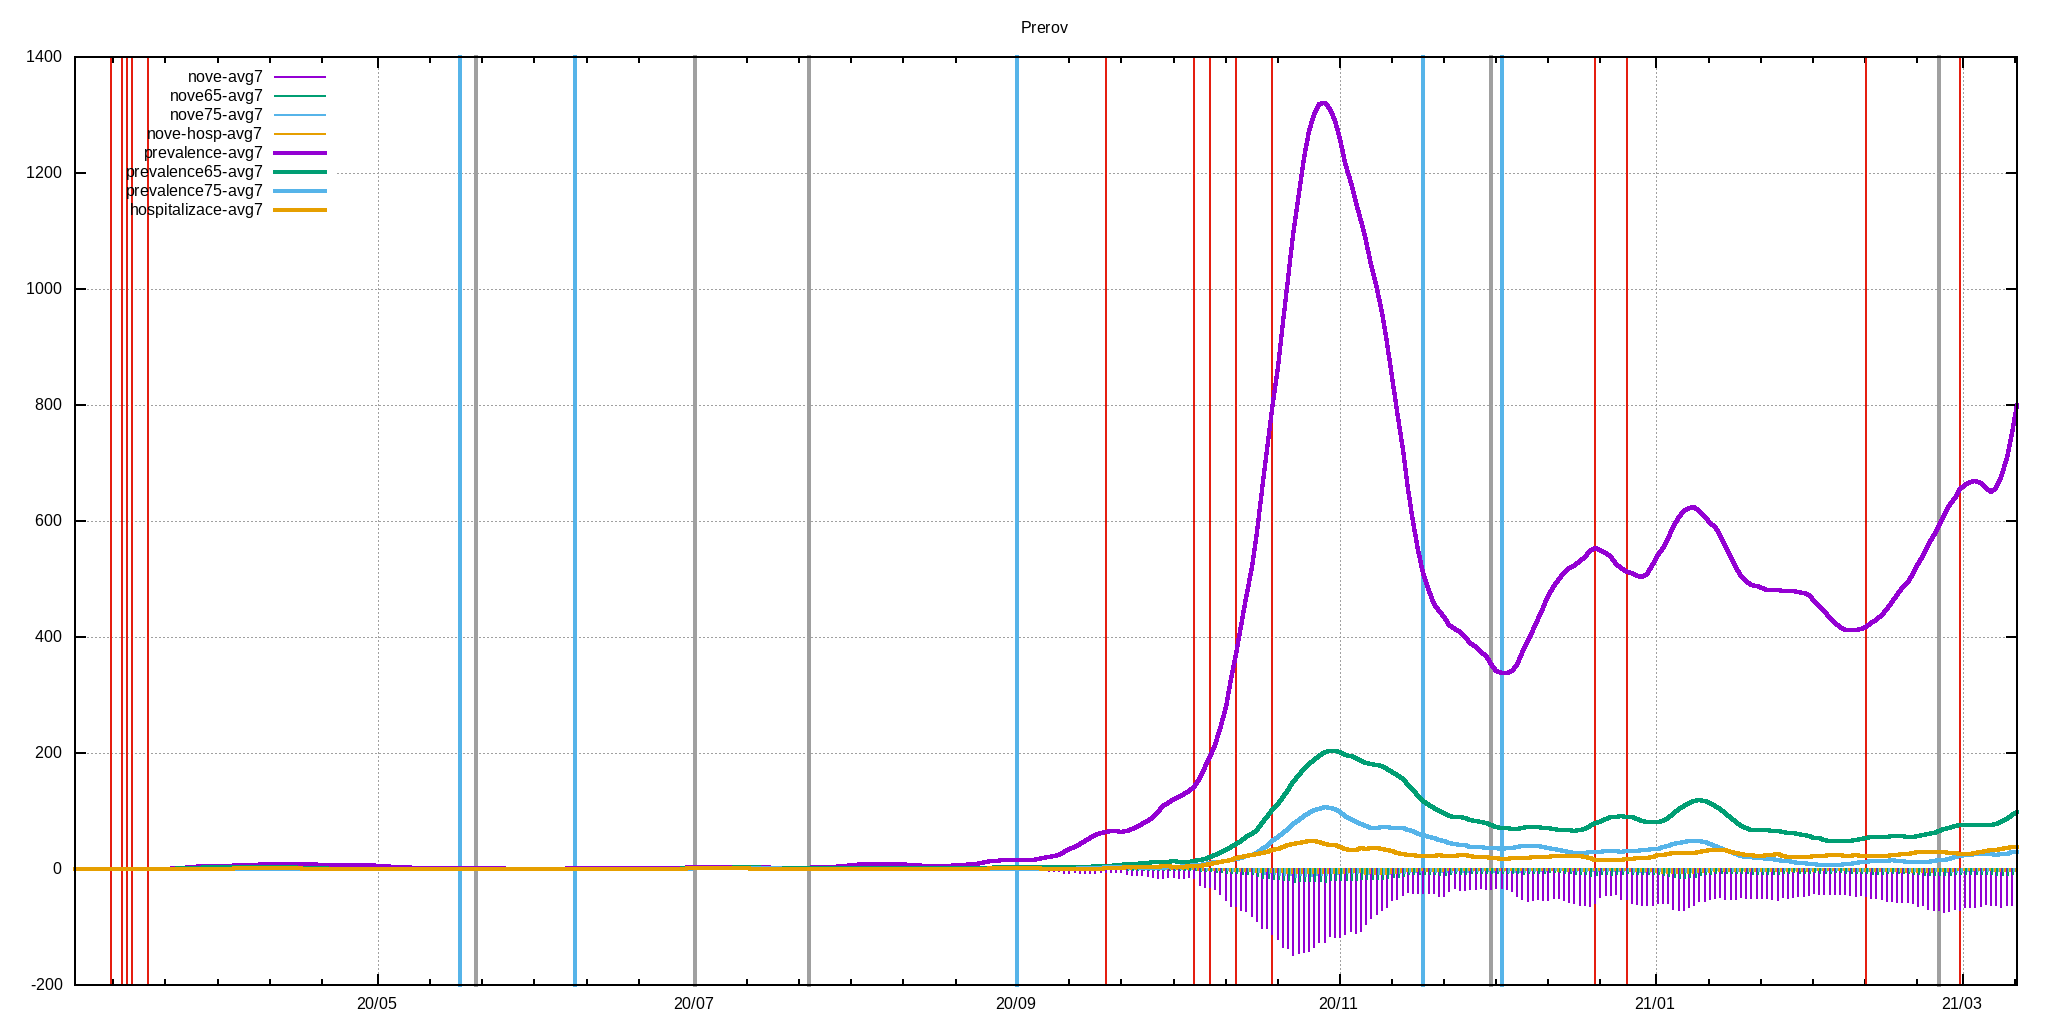 Prerov
1400
1200
1000
800
600
400
200
0
-200
nove-avg7
nove65-avg7
nove75-avg7
nove-hosp-avg7
prevalence-avg7
prevalence65-avg7
prevalence75-avg7
hospitalizace-avg7
20/05
20/07
20/09
20/11
21/01
21/03